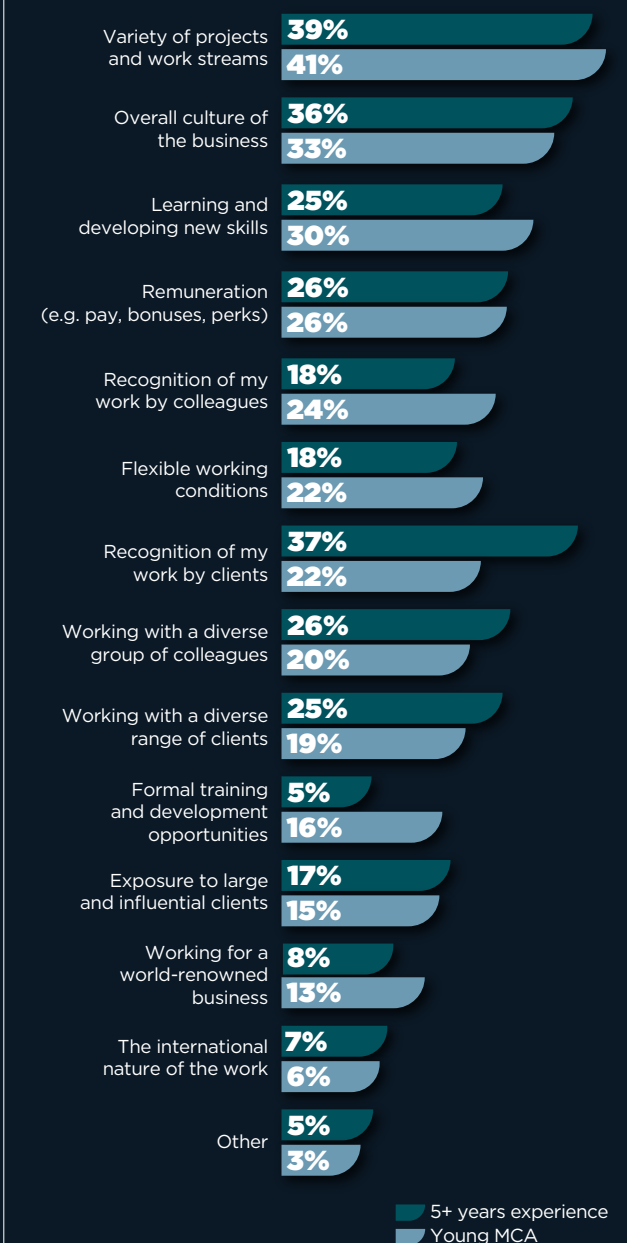 Variety of projects
and work streams
39%
41%
Overall culture of
the business
36%
33%
Learning and
developing new skills
25%
30%
Remuneration
(e.g. pay, bonuses, perks)
26%
26%
Recognition of my
work by colleagues
18%
24%
Flexible working
conditions
18%
22%
Recognition of my
work by clients
37%
22%
Working with a diverse
group of colleagues
26%
20%
Working with a diverse
range of clients
25%
19%
Formal training
and development
opportunities
5%
16%
Exposure to large
and influential clients
17%
15%
Working for a
world-renowned
business
8%
13%
The international
nature of the work
7%
6%
Other
5%
3%
5+ years experience
Young MCA